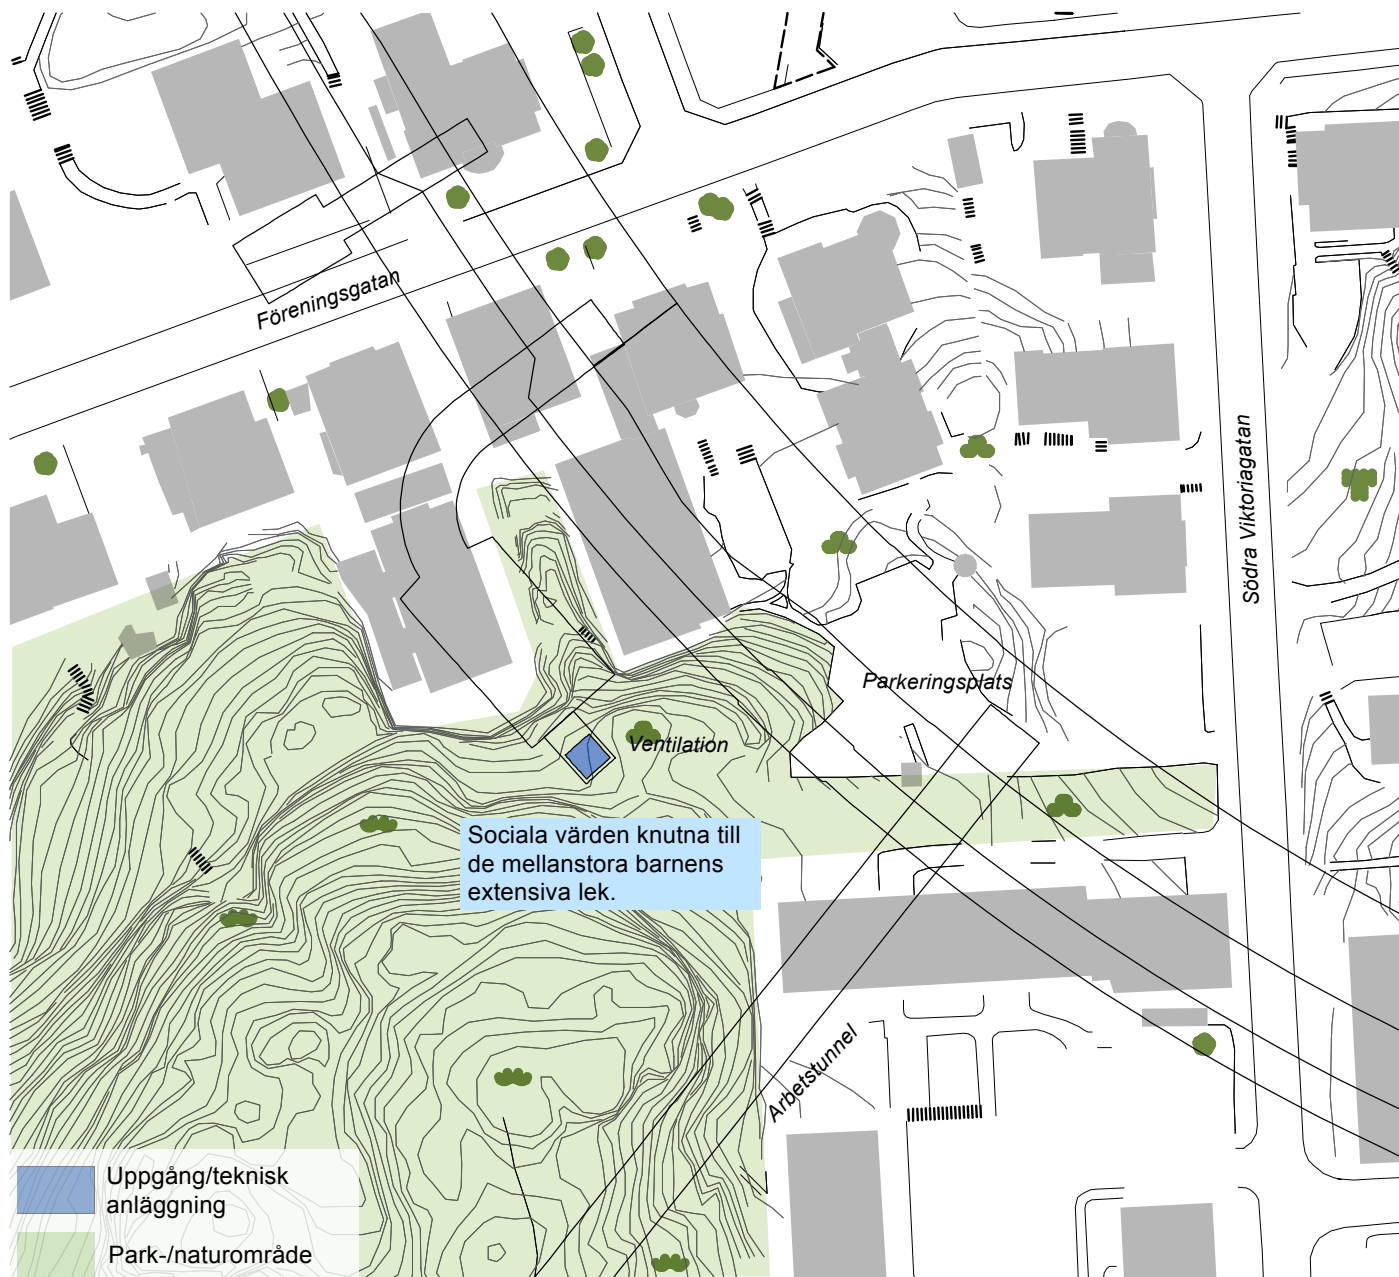 Föreningsgatan
Södra Viktoriagatan
Parkeringsplats
Ventilation
Sociala värden knutna till
de mellanstora barnens
extensiva lek.
Arbetstunnel
Uppgång/teknisk
anläggning
Park-/naturområde